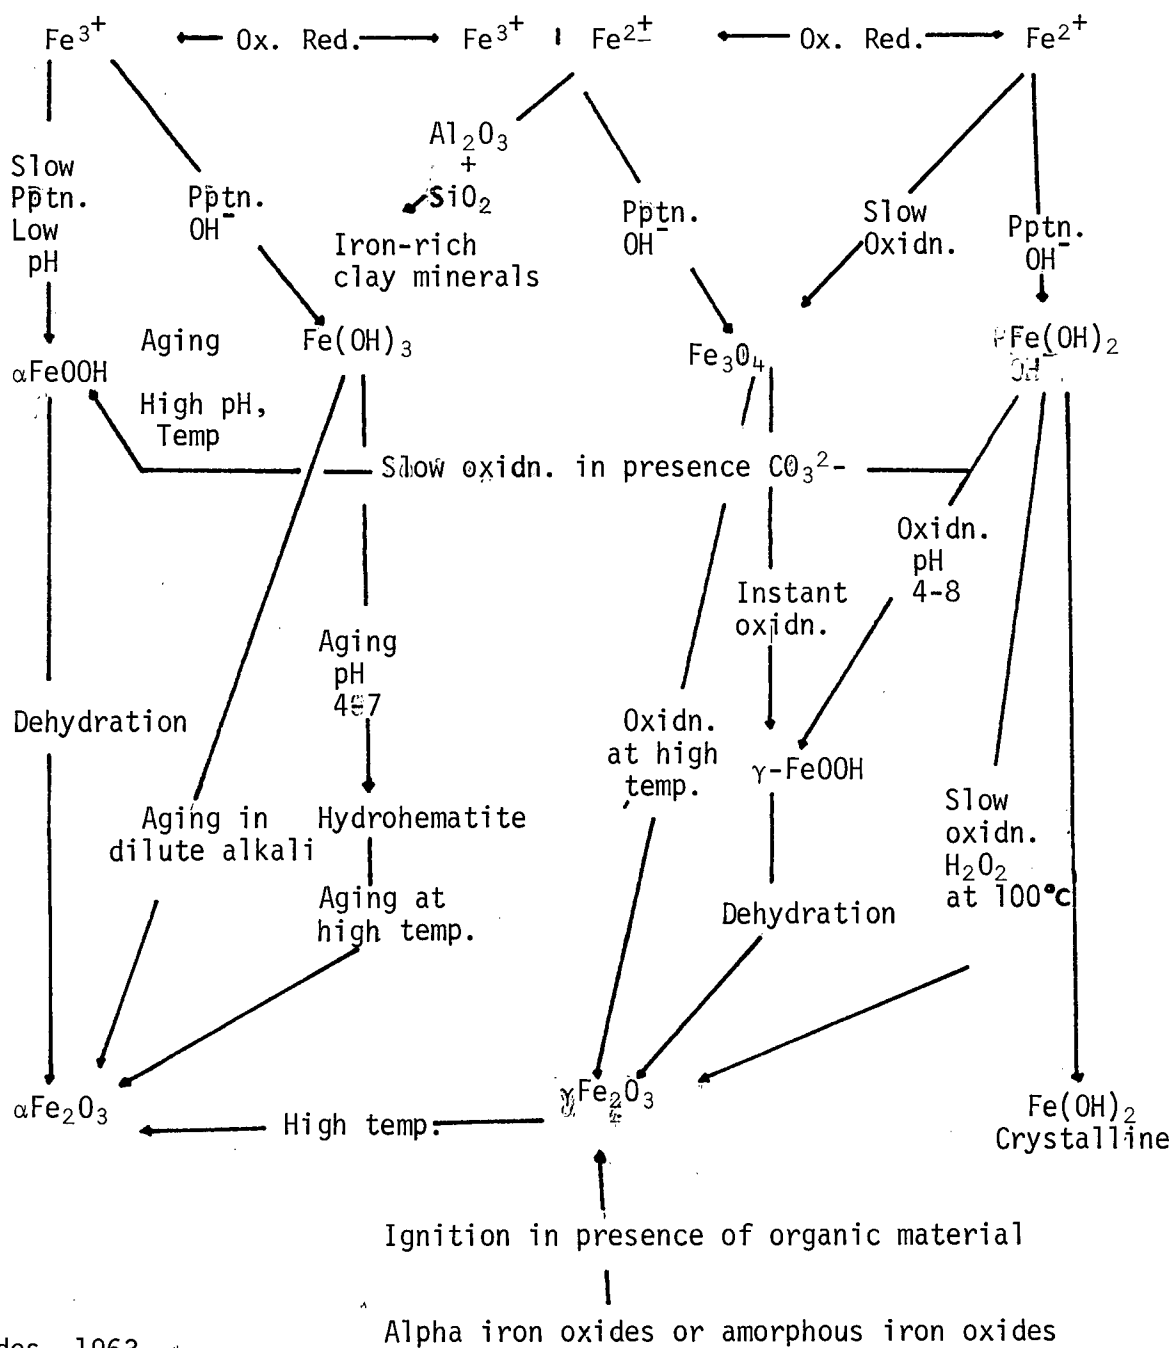 Fe³⁺ Ox. Red. Fe³⁺ Fe²± Ox. Red. Fe²⁺
Slow
Pptn.
Low
pH
Pptn.
OH⁻
Al₂O₃
+
SiO₂
Iron-rich
clay minerals
Pptn.
OH⁻
Slow
Oxidn.
Pptn.
OH⁻
αFeOOH
Aging
High pH,
Temp
Fe(OH)₃
Fe₃O₄
Fe(OH)₂
OH⁻
Slow oxidn. in presence CO₃²-
Oxidn.
pH
4-8
Instant
oxidn.
Aging
pH
4-7
Dehydration
Oxidn.
at high
temp.
γ-FeOOH
Aging in
dilute alkali
Hydrohematite
Slow
oxidn.
H₂O₂
at 100°C
Aging at
high temp.
Dehydration
αFe₂O₃
High temp.
γFe₂O₃
Fe(OH)₂
Crystalline
Ignition in presence of organic material
Alpha iron oxides or amorphous iron oxides
1963